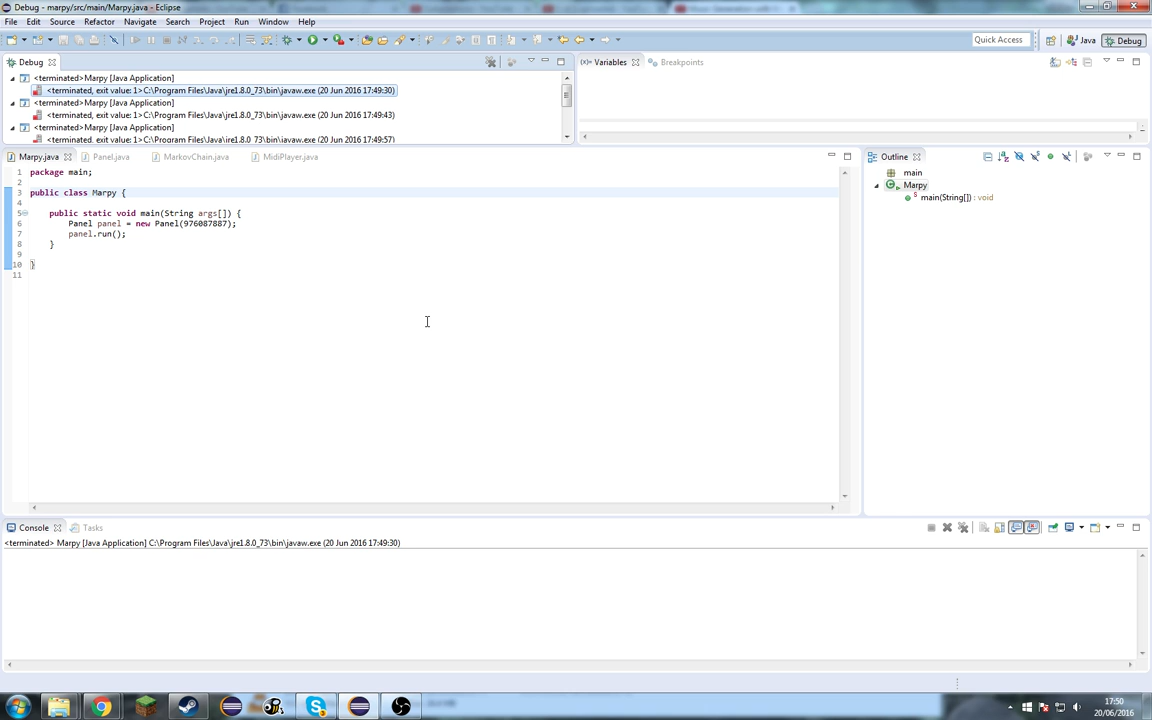 Debug - marpy/src/main/Marpy.java - Eclipse
File Edit Source Refactor Navigate Search Project Run Window Help
Quick Access Java Debug
Debug
<terminated>Marpy [Java Application]
<terminated, exit value: 1>C:\Program Files\Java\jre1.8.0_73\bin\javaw.exe (20 Jun 2016 17:49:30)
<terminated>Marpy [Java Application]
<terminated, exit value: 1>C:\Program Files\Java\jre1.8.0_73\bin\javaw.exe (20 Jun 2016 17:49:43)
<terminated>Marpy [Java Application]
<terminated, exit value: 1>C:\Program Files\Java\jre1.8.0_73\bin\javaw.exe (20 Jun 2016 17:49:57)
Variables Breakpoints
Marpy.java Panel.java MarkovChain.java MidiPlayer.java
1 package main;
2
3 public class Marpy {
4
5 public static void main(String args[]) {
6 Panel panel = new Panel(976087887);
7 panel.run();
8 }
9
10 }
11
Outline
main
Marpy
S main(String[]) : void
Console Tasks
<terminated> Marpy [Java Application] C:\Program Files\Java\jre1.8.0_73\bin\javaw.exe (20 Jun 2016 17:49:30)
17:50
20/06/2016